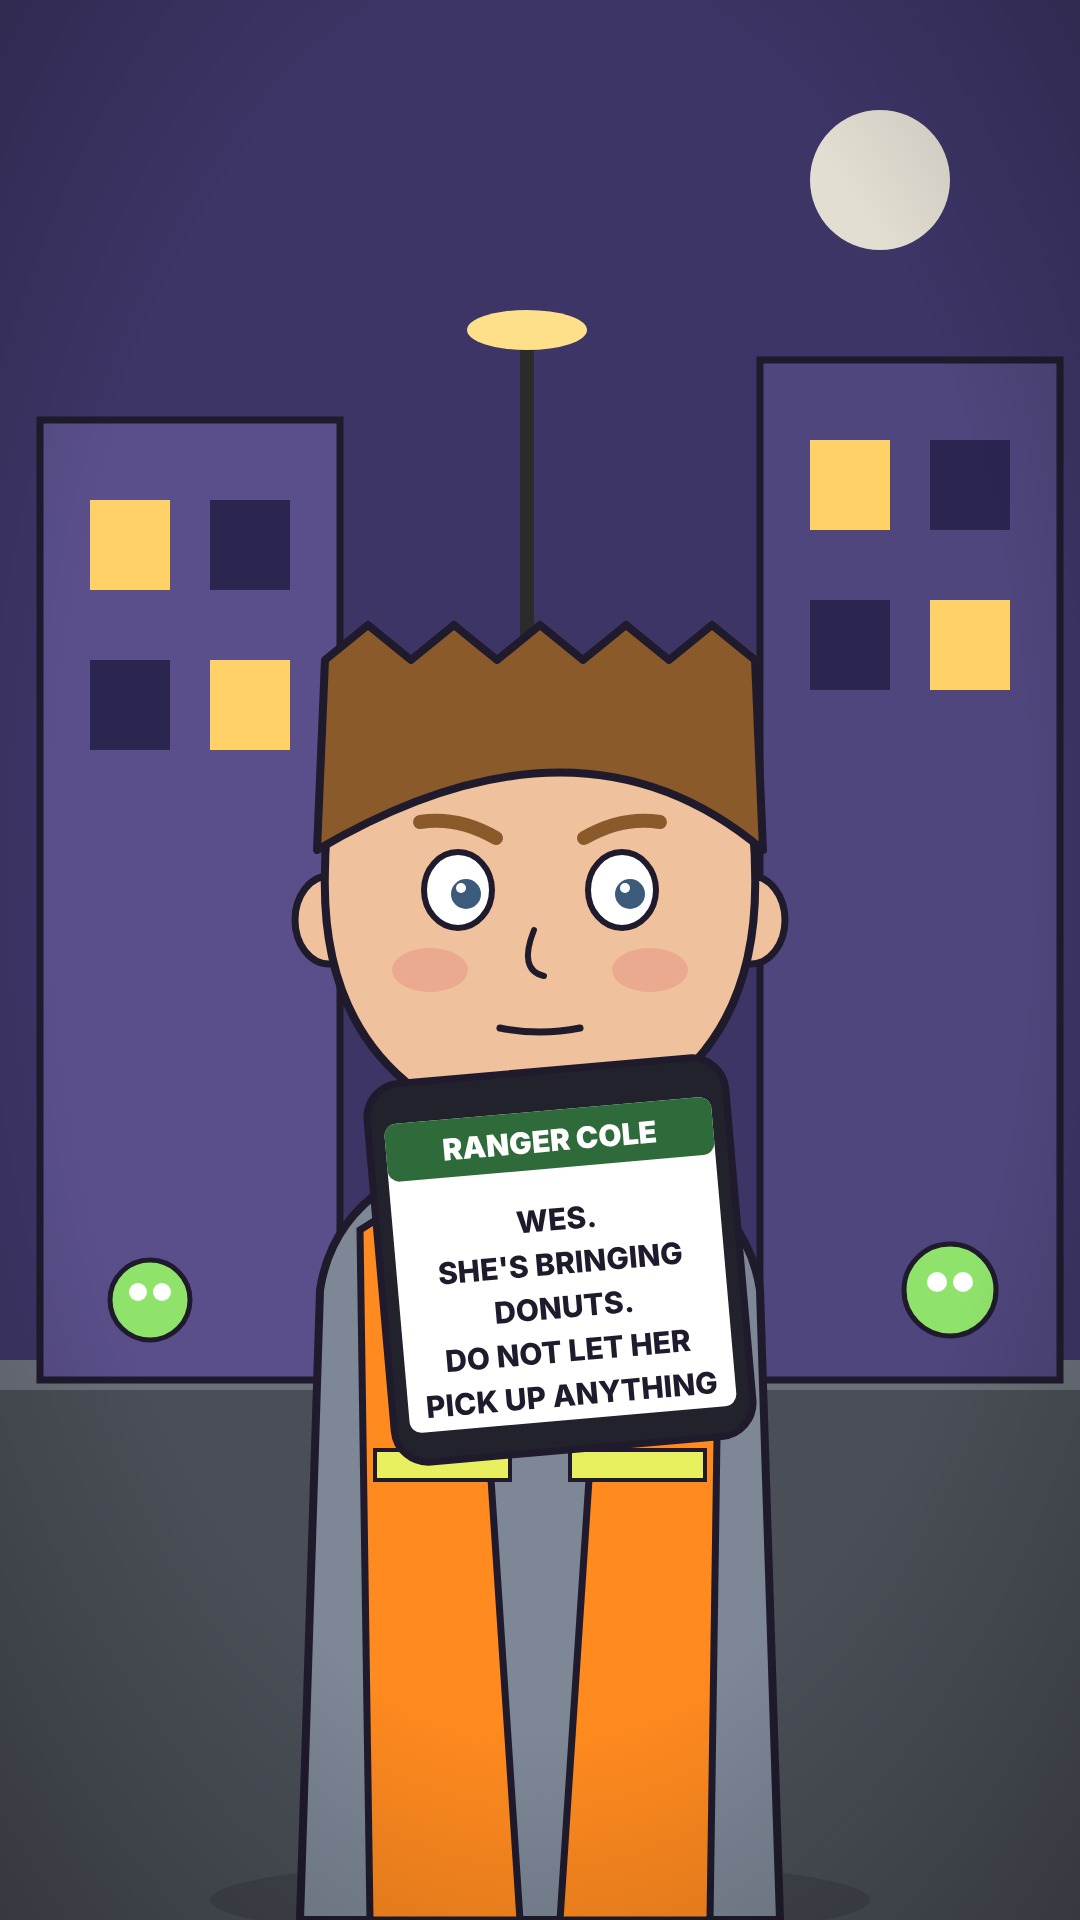 RANGER COLE
WES.
SHE'S BRINGING
DONUTS.
DO NOT LET HER
PICK UP ANYTHING